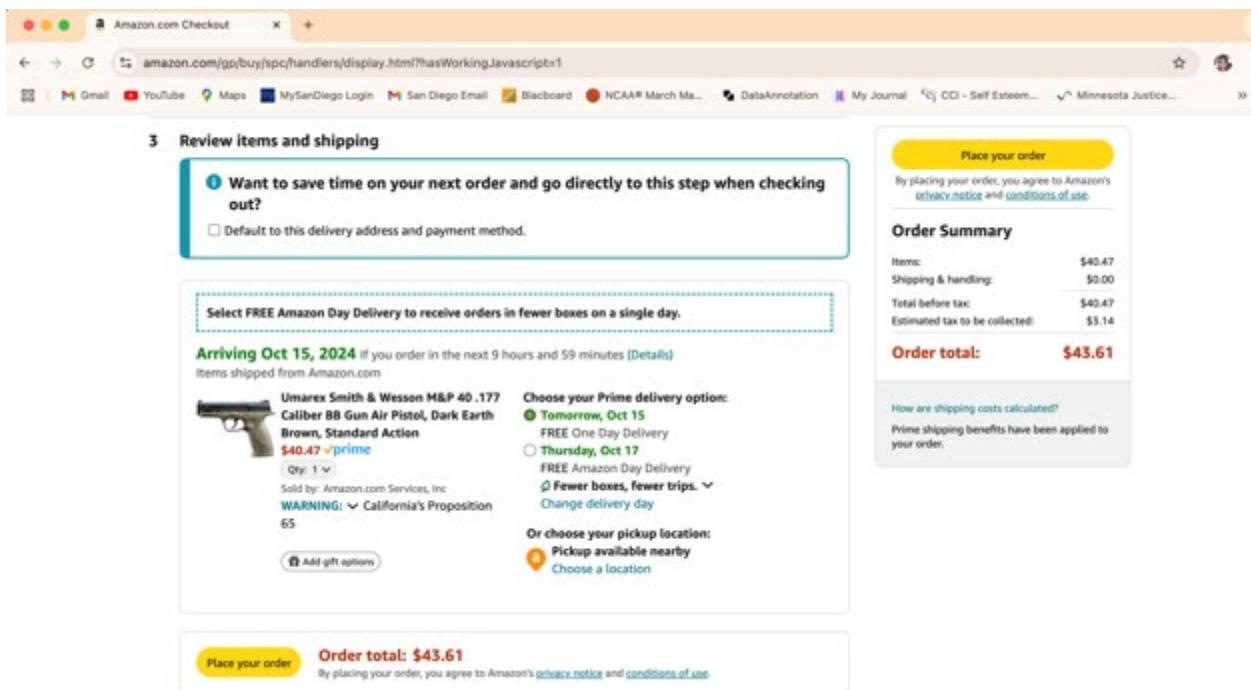 Amazon.com Checkout
amazon.com/gp/buy/spc/handlers/display.html?hasWorkingJavascript=1
Gmail YouTube Maps MySanDiego Login San Diego Email Blacboard NCAA® March Ma... DataAnnotation My Journal CCI - Self Esteem... Minnesota Justice...
3 Review items and shipping
Want to save time on your next order and go directly to this step when checking
out?
Default to this delivery address and payment method.
Select FREE Amazon Day Delivery to receive orders in fewer boxes on a single day.
Arriving Oct 15, 2024 If you order in the next 9 hours and 59 minutes (Details)
Items shipped from Amazon.com
Umarex Smith & Wesson M&P 40 .177
Caliber BB Gun Air Pistol, Dark Earth
Brown, Standard Action
$40.47 prime
Qty: 1
Sold by: Amazon.com Services, Inc
WARNING: California's Proposition
65
Add gift options
Choose your Prime delivery option:
Tomorrow, Oct 15
FREE One Day Delivery
Thursday, Oct 17
FREE Amazon Day Delivery
Fewer boxes, fewer trips.
Change delivery day
Or choose your pickup location:
Pickup available nearby
Choose a location
Place your order
Order total: $43.61
By placing your order, you agree to Amazon's privacy notice and conditions of use.
Place your order
By placing your order, you agree to Amazon's
privacy notice and conditions of use.
Order Summary
Items: $40.47
Shipping & handling: $0.00
Total before tax: $40.47
Estimated tax to be collected: $3.14
Order total: $43.61
How are shipping costs calculated?
Prime shipping benefits have been applied to
your order.